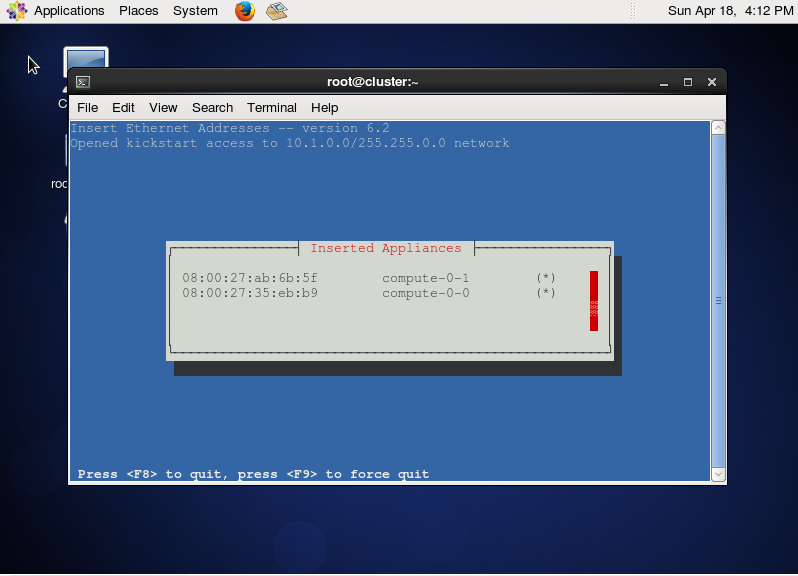 Applications Places System Sun Apr 18, 4:12 PM
root@cluster:~
File Edit View Search Terminal Help
Insert Ethernet Addresses -- version 6.2
Opened kickstart access to 10.1.0.0/255.255.0.0 network
Inserted Appliances
08:00:27:ab:6b:5f compute-0-1 (*)
08:00:27:35:eb:b9 compute-0-0 (*)
Press <F8> to quit, press <F9> to force quit